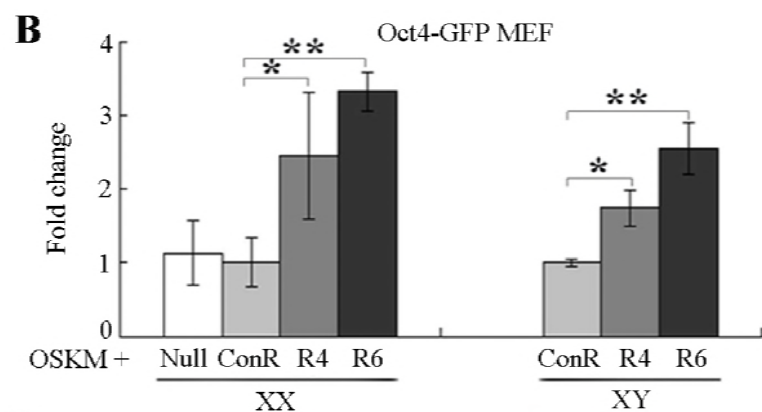 B
Oct4-GFP MEF
Fold change
4
3
2
1
0
** 
*
**
*
OSKM + Null ConR R4 R6 ConR R4 R6
XX XY